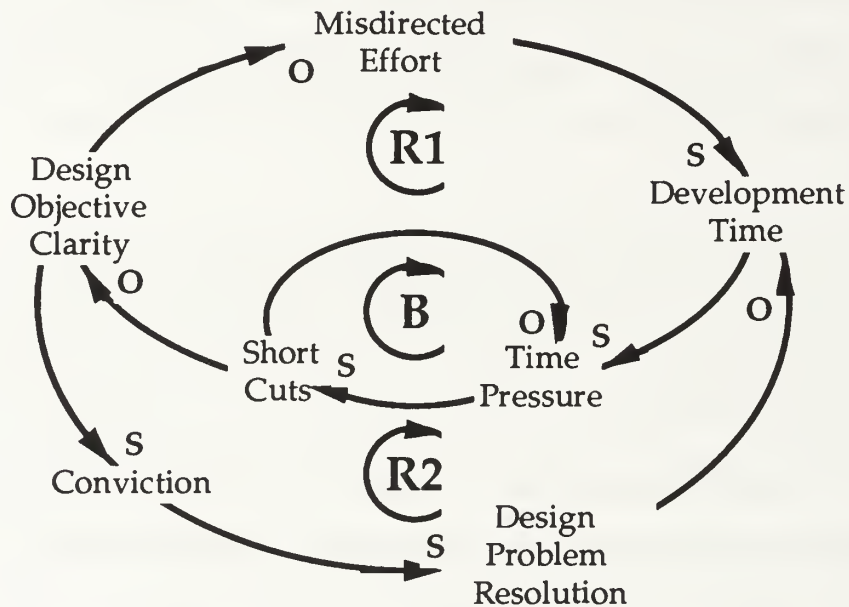 Misdirected
Effort
O
R1
S
Design
Objective
Clarity
Development
Time
O
B
O
S
O
Short
Cuts
S
Time
Pressure
S
Conviction
R2
S
Design
Problem
Resolution